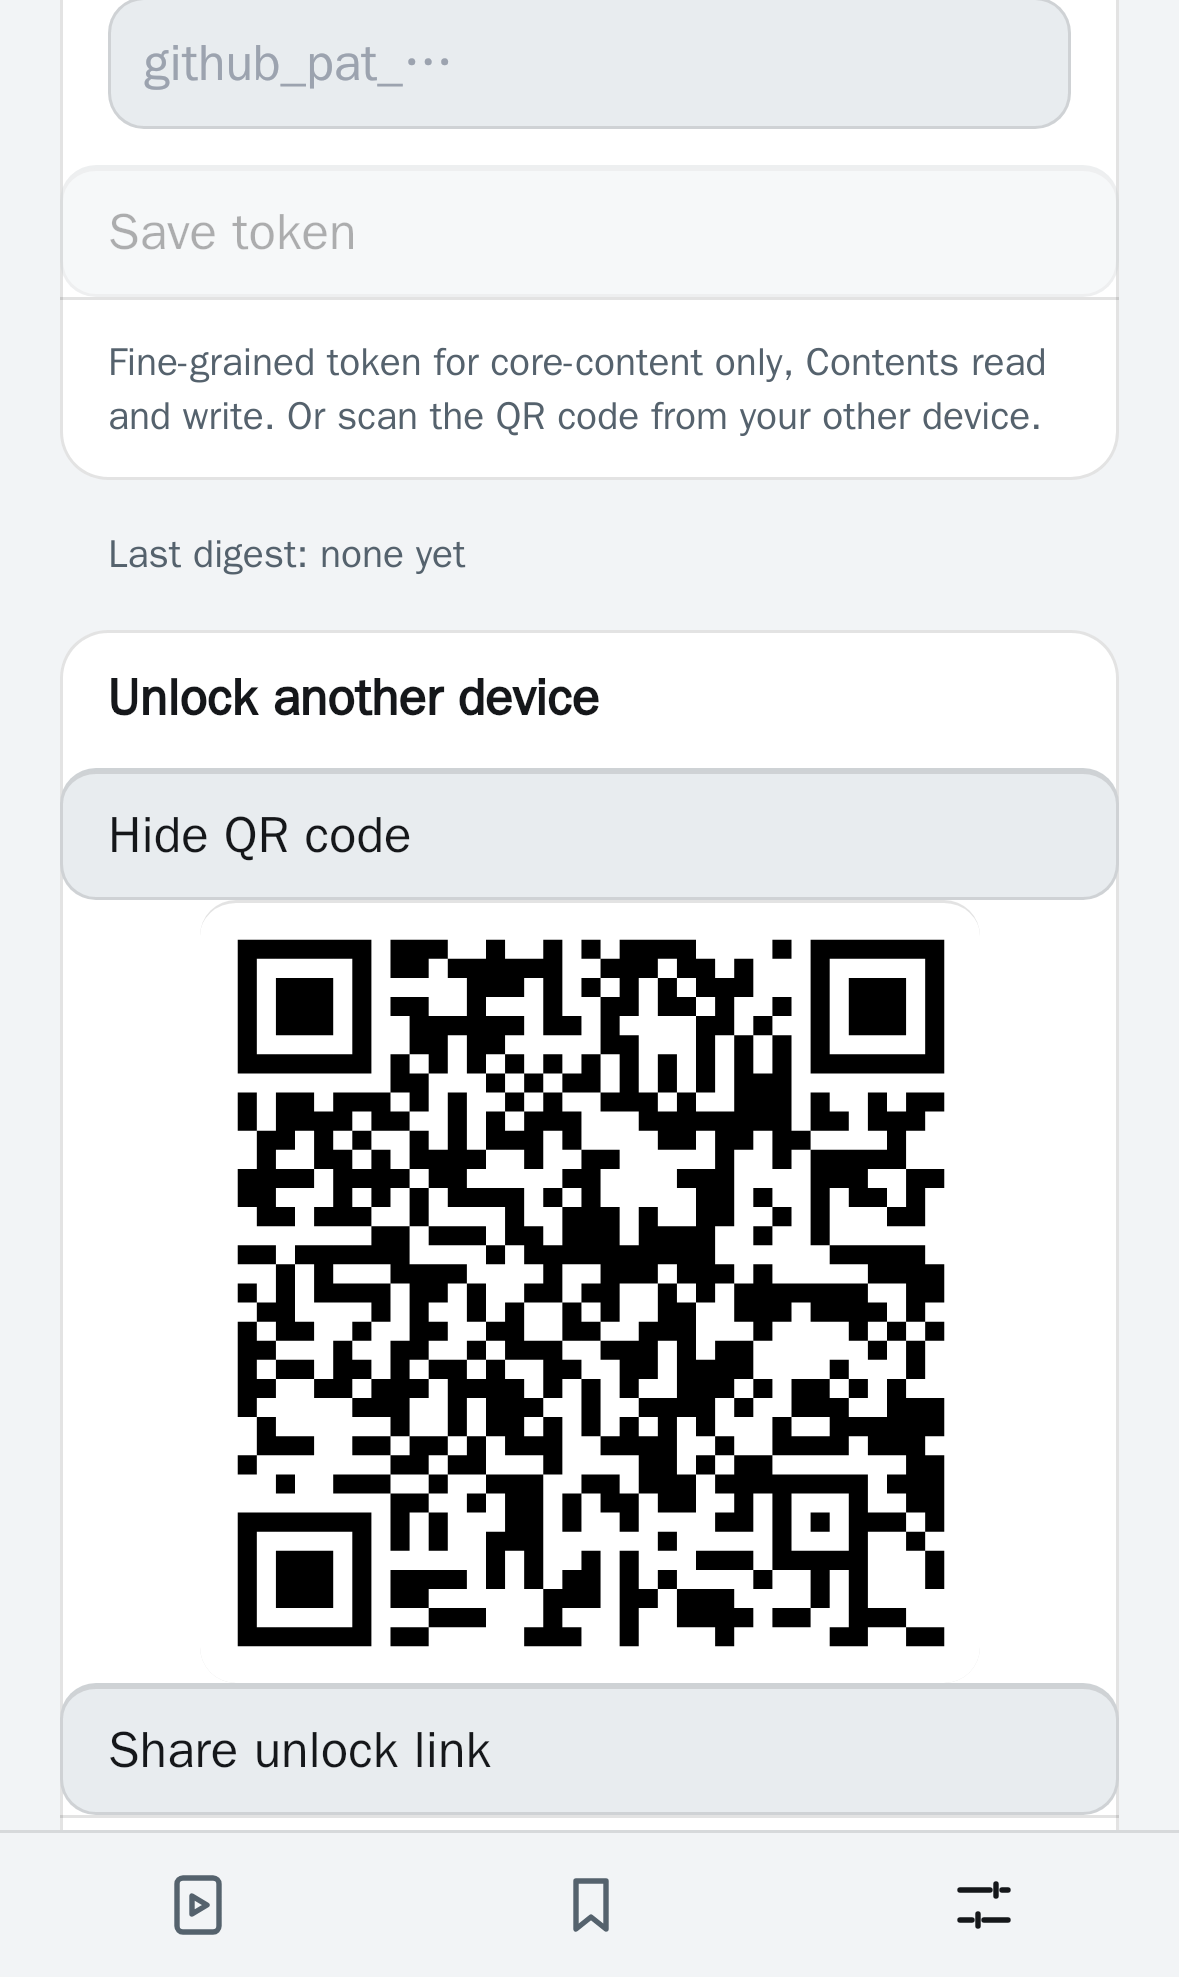 github_pat_···
Save token
Fine-grained token for core-content only, Contents read
and write. Or scan the QR code from your other device.
Last digest: none yet
Unlock another device
Hide QR code
Share unlock link